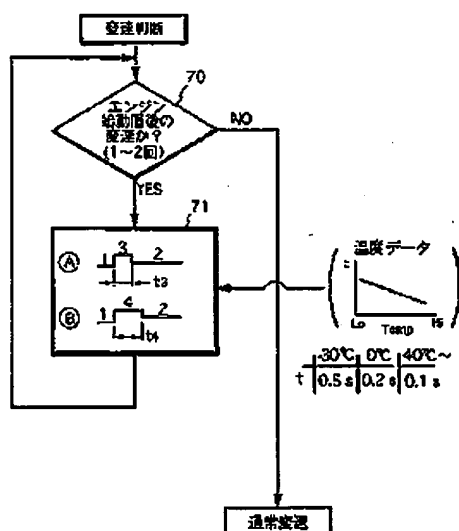 変速判断
70
エンジン
始動直後の
変速か?
(1~2回)
NO
YES
71
Ⓐ 1 3 2
t3
Ⓑ 1 4 2
t4
温度データ
t
Lo Temp Hi
-30℃ 0℃ 40℃~
t 0.5 s 0.2 s 0.1 s
通常変速